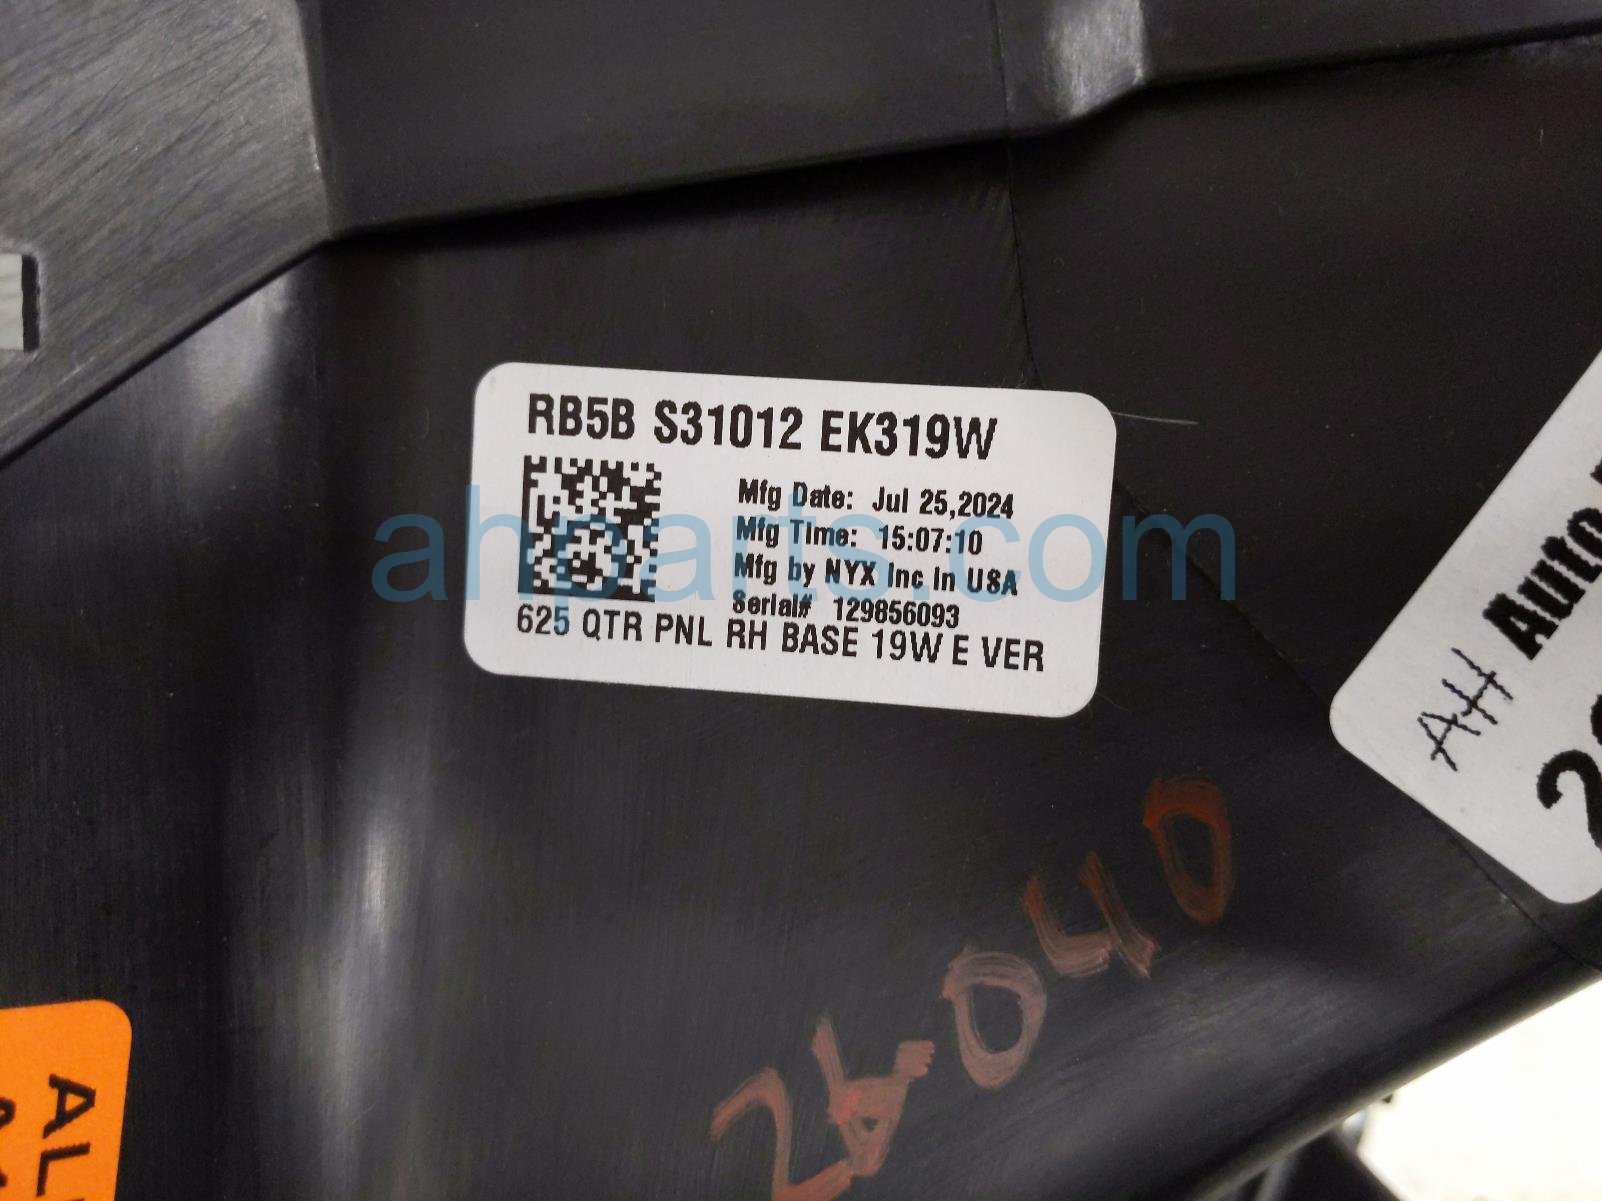 RB5B S31012 EK319W
Mfg Date: Jul 25,2024
Mfg Time: 15:07:10
Mfg by NYX Inc in USA
Serial# 129856093
625 QTR PNL RH BASE 19W E VER
ahparts.com
AH Auto
26040